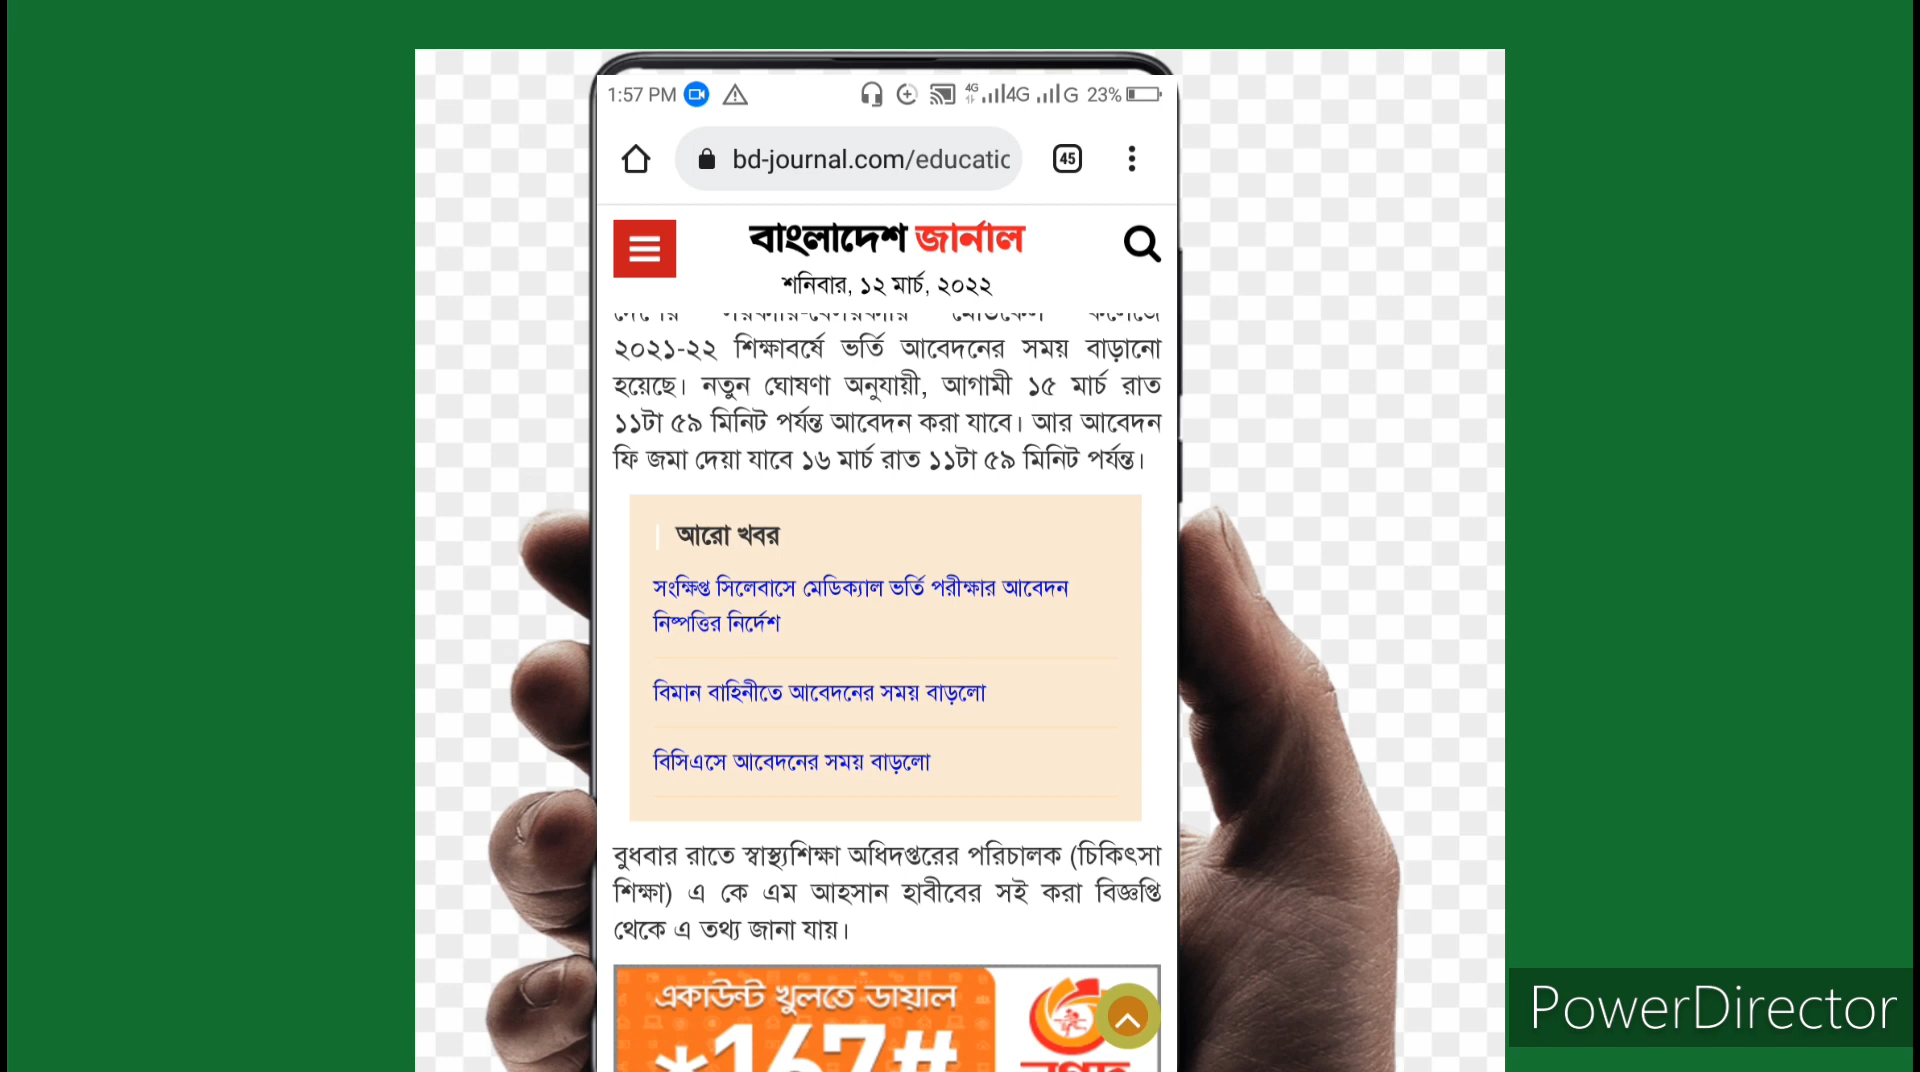 1:57 PM
4G
4G
G
23%
bd-journal.com/educatic
45
বাংলাদেশ জার্নাল
শনিবার, ১২ মার্চ, ২০২২
২০২১-২২ শিক্ষাবর্ষে ভর্তি আবেদনের সময় বাড়ানো
হয়েছে। নতুন ঘোষণা অনুযায়ী, আগামী ১৫ মার্চ রাত
১১টা ৫৯ মিনিট পর্যন্ত আবেদন করা যাবে। আর আবেদন
ফি জমা দেয়া যাবে ১৬ মার্চ রাত ১১টা ৫৯ মিনিট পর্যন্ত।
আরো খবর
সংক্ষিপ্ত সিলেবাসে মেডিক্যাল ভর্তি পরীক্ষার আবেদন
নিষ্পত্তির নির্দেশ
বিমান বাহিনীতে আবেদনের সময় বাড়লো
বিসিএসে আবেদনের সময় বাড়লো
বুধবার রাতে স্বাস্থ্যশিক্ষা অধিদপ্তরের পরিচালক (চিকিৎসা
শিক্ষা) এ কে এম আহসান হাবীবের সই করা বিজ্ঞপ্তি
থেকে এ তথ্য জানা যায়।
একাউন্ট খুলতে ডায়াল
*167#
PowerDirector